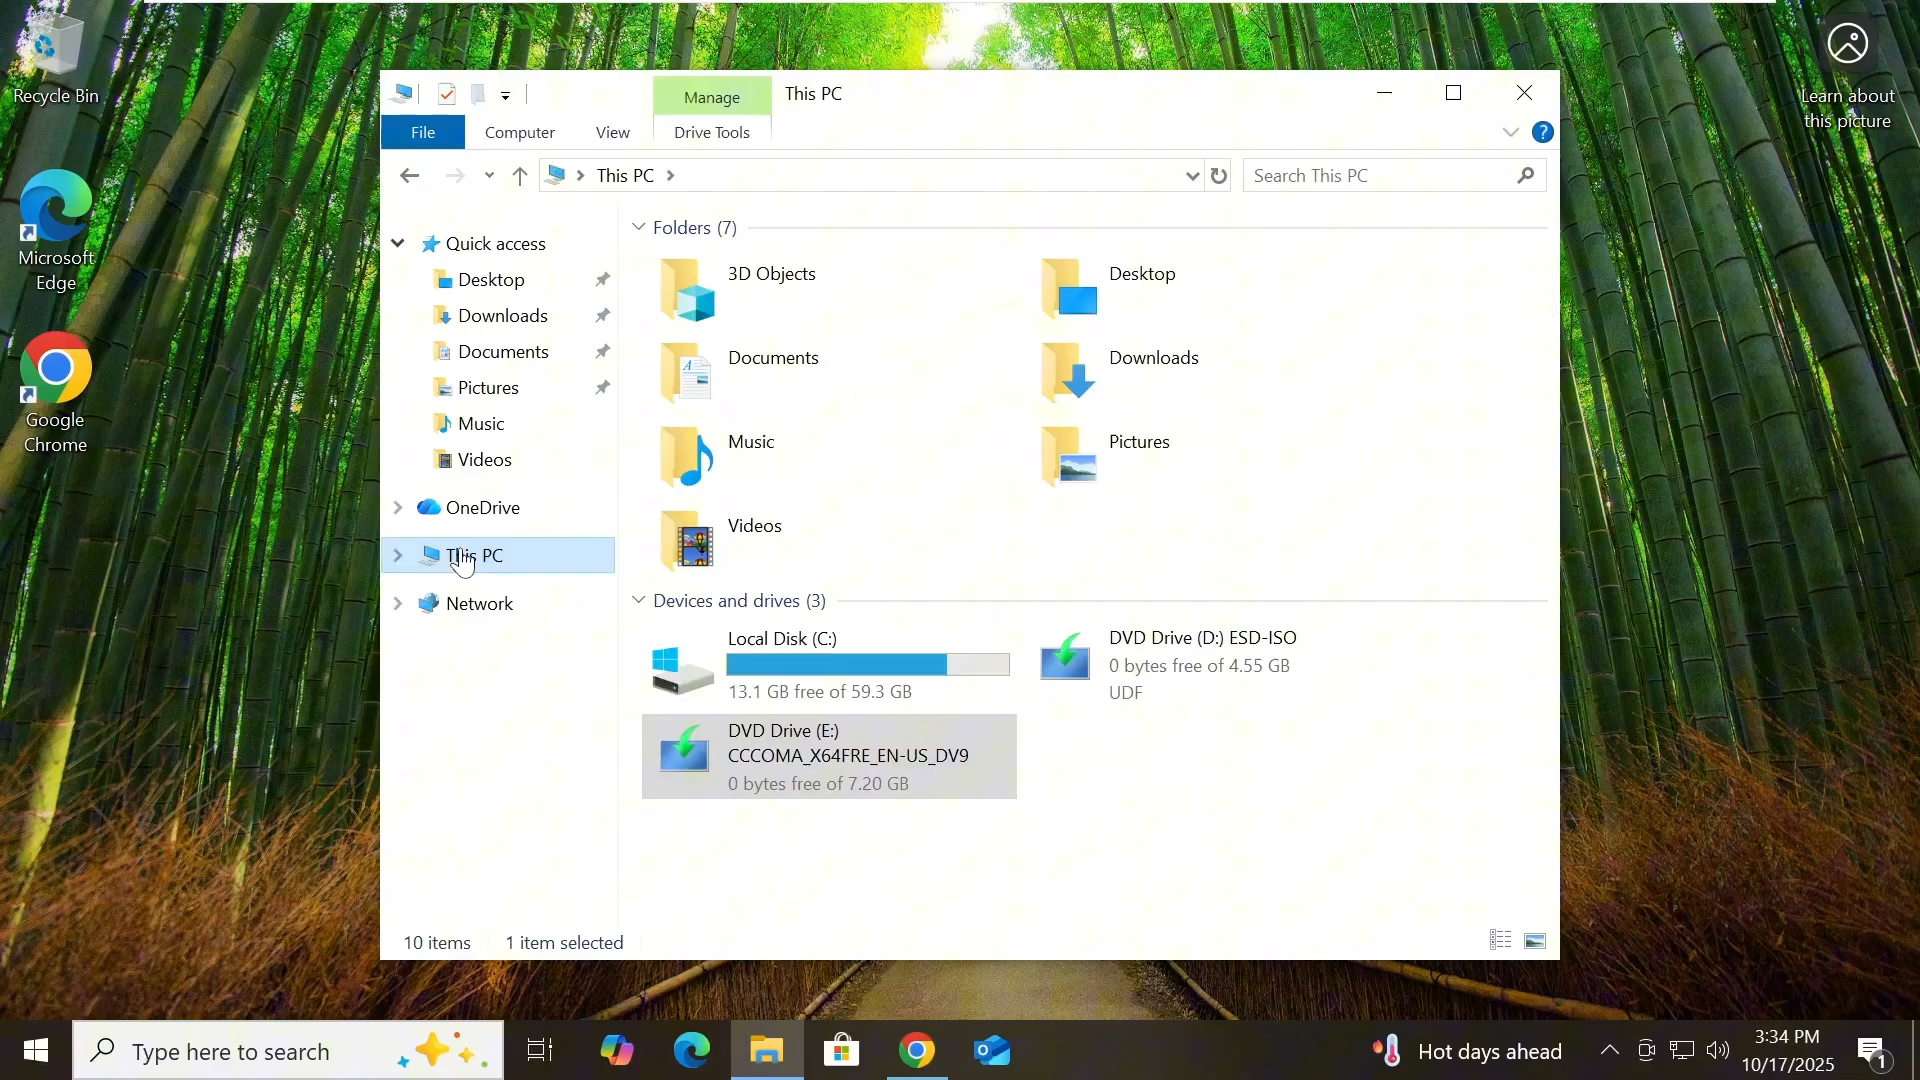 Recycle Bin
Microsoft
Edge
Google
Chrome
Learn about
this picture
Manage
This PC
File
Computer
View
Drive Tools
This PC
Search This PC
Quick access
Desktop
Downloads
Documents
Pictures
Music
Videos
OneDrive
This PC
Network
Folders (7)
3D Objects
Desktop
Documents
Downloads
Music
Pictures
Videos
Devices and drives (3)
Local Disk (C:)
13.1 GB free of 59.3 GB
DVD Drive (D:) ESD-ISO
0 bytes free of 4.55 GB
UDF
DVD Drive (E:)
CCCOMA_X64FRE_EN-US_DV9
0 bytes free of 7.20 GB
10 items
1 item selected
Type here to search
Hot days ahead
3:34 PM
10/17/2025
1